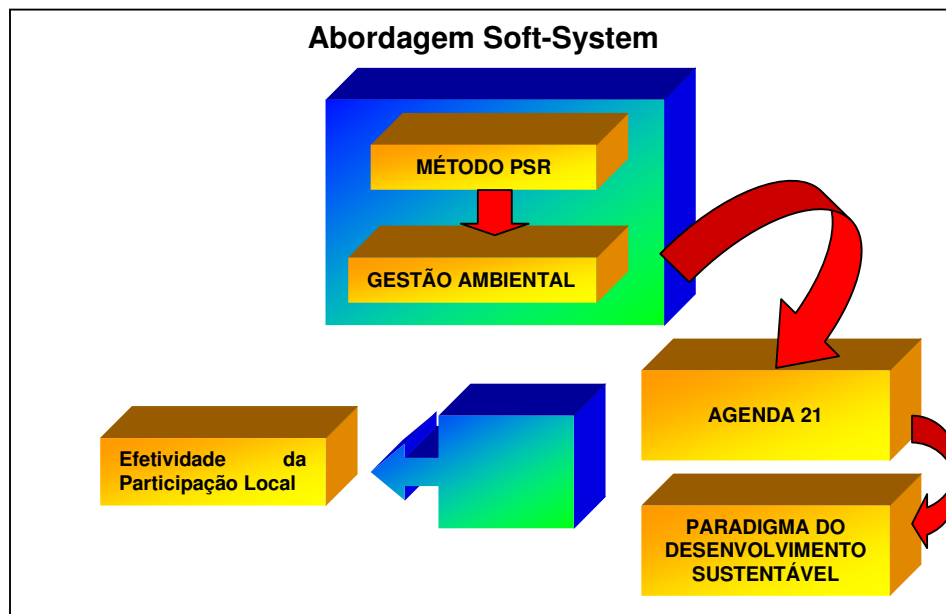 Abordagem Soft-System
MÉTODO PSR
GESTÃO AMBIENTAL
AGENDA 21
Efetividade da
Participação Local
PARADIGMA DO
DESENVOLVIMENTO
SUSTENTÁVEL